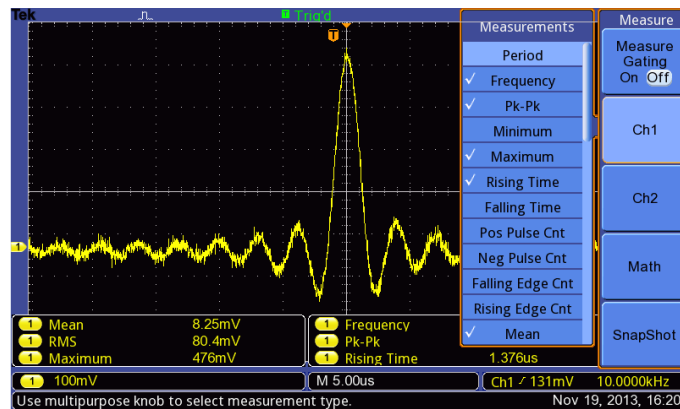 Tek
T Trig'd
T
Measurements
Period
Frequency
Pk-Pk
Minimum
Maximum
Rising Time
Falling Time
Pos Pulse Cnt
Neg Pulse Cnt
Falling Edge Cnt
Rising Edge Cnt
Mean
Measure
Measure
Gating
On Off
Ch1
Ch2
Math
SnapShot
1
1 Mean 8.25mV
1 RMS 80.4mV
1 Maximum 476mV
1 Frequency
1 Pk-Pk
1 Rising Time 1.376us
1 100mV
M 5.00us
Ch1 131mV 10.0000kHz
Use multipurpose knob to select measurement type.
Nov 19, 2013, 16:20